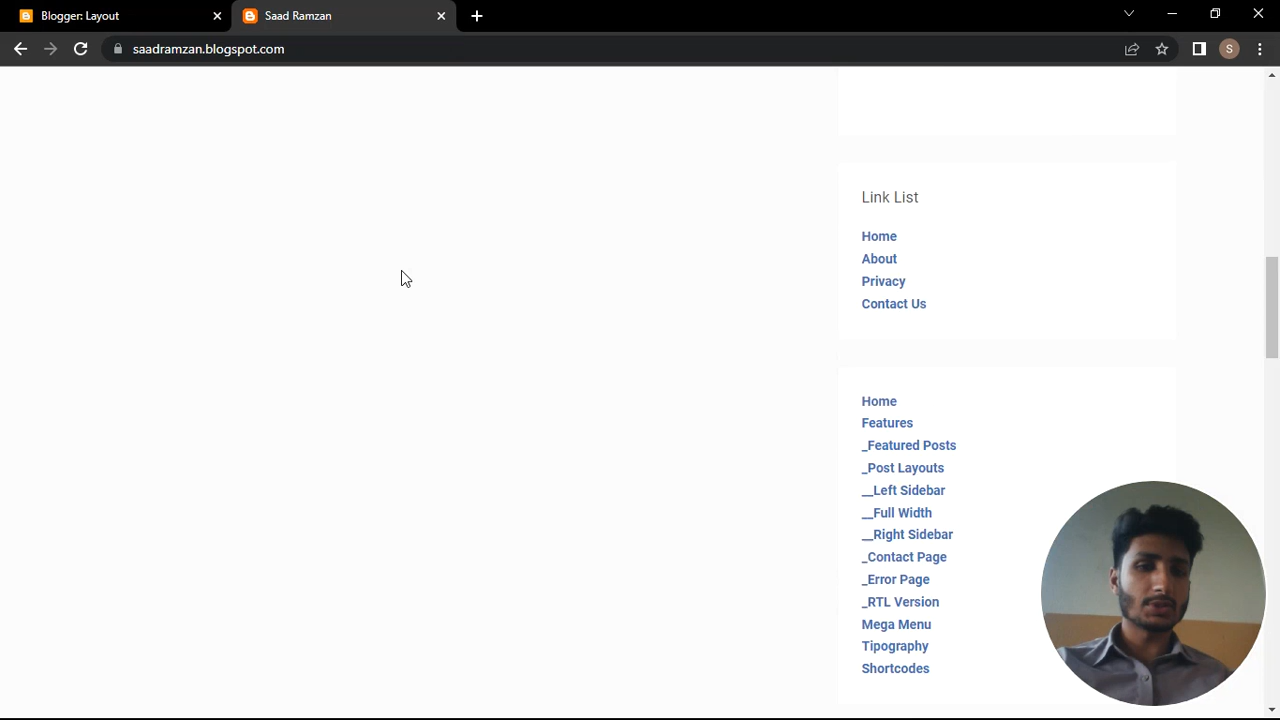 Blogger: Layout
Saad Ramzan
saadramzan.blogspot.com
S
Link List
Home
About
Privacy
Contact Us
Home
Features
_Featured Posts
_Post Layouts
__Left Sidebar
__Full Width
__Right Sidebar
_Contact Page
_Error Page
_RTL Version
Mega Menu
Tipography
Shortcodes